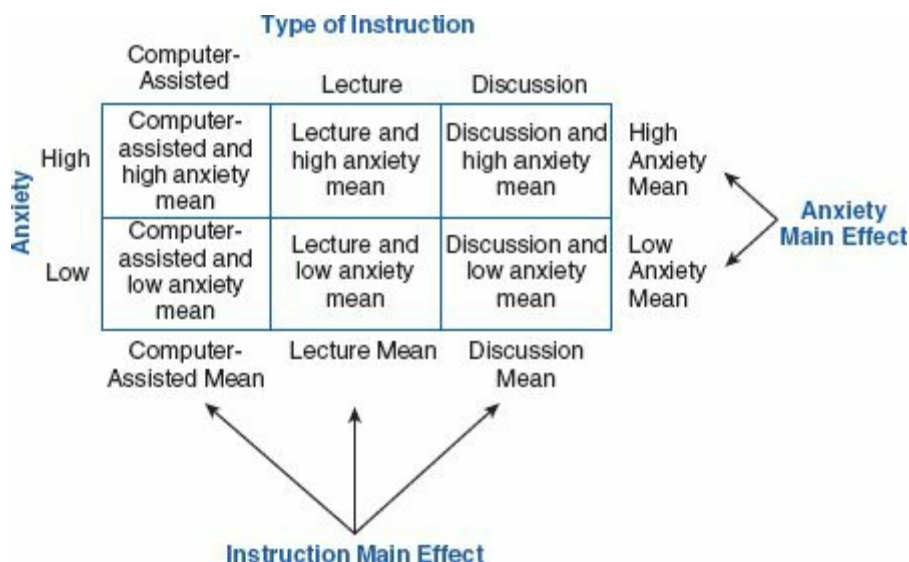 Type of Instruction
Computer-
Assisted
Lecture
Discussion
Anxiety
High
Computer-
assisted and
high anxiety
mean
Lecture and
high anxiety
mean
Discussion and
high anxiety
mean
High
Anxiety
Mean
Low
Computer-
assisted and
low anxiety
mean
Lecture and
low anxiety
mean
Discussion and
low anxiety
mean
Low
Anxiety
Mean
Anxiety
Main Effect
Computer-
Assisted Mean
Lecture Mean
Discussion
Mean
Instruction Main Effect